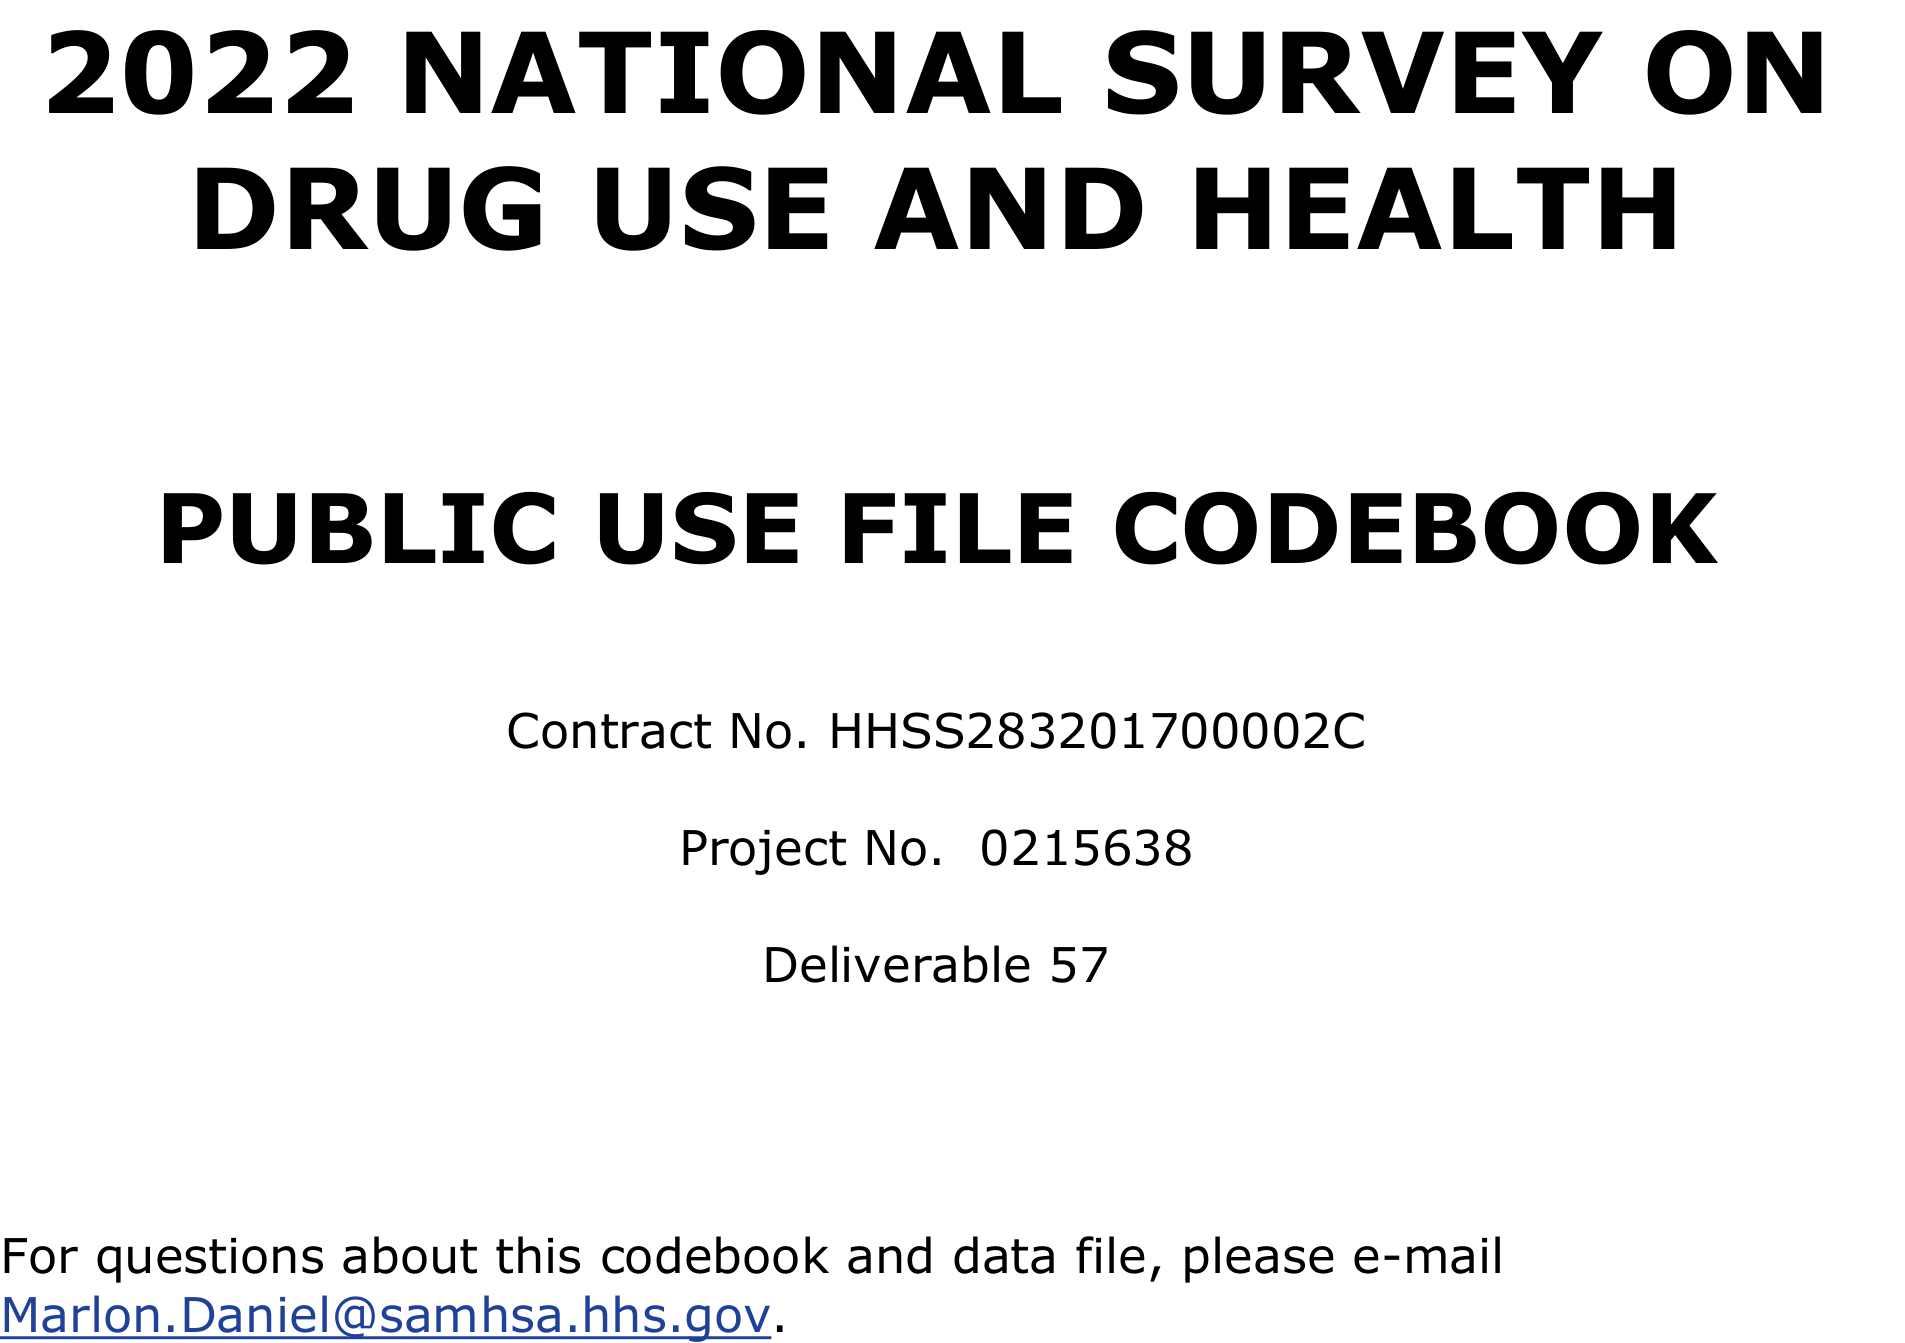 2022 NATIONAL SURVEY ON
DRUG USE AND HEALTH
PUBLIC USE FILE CODEBOOK
Contract No. HHSS283201700002C
Project No.  0215638
Deliverable 57
For questions about this codebook and data file, please e-mail
Marlon.Daniel@samhsa.hhs.gov.